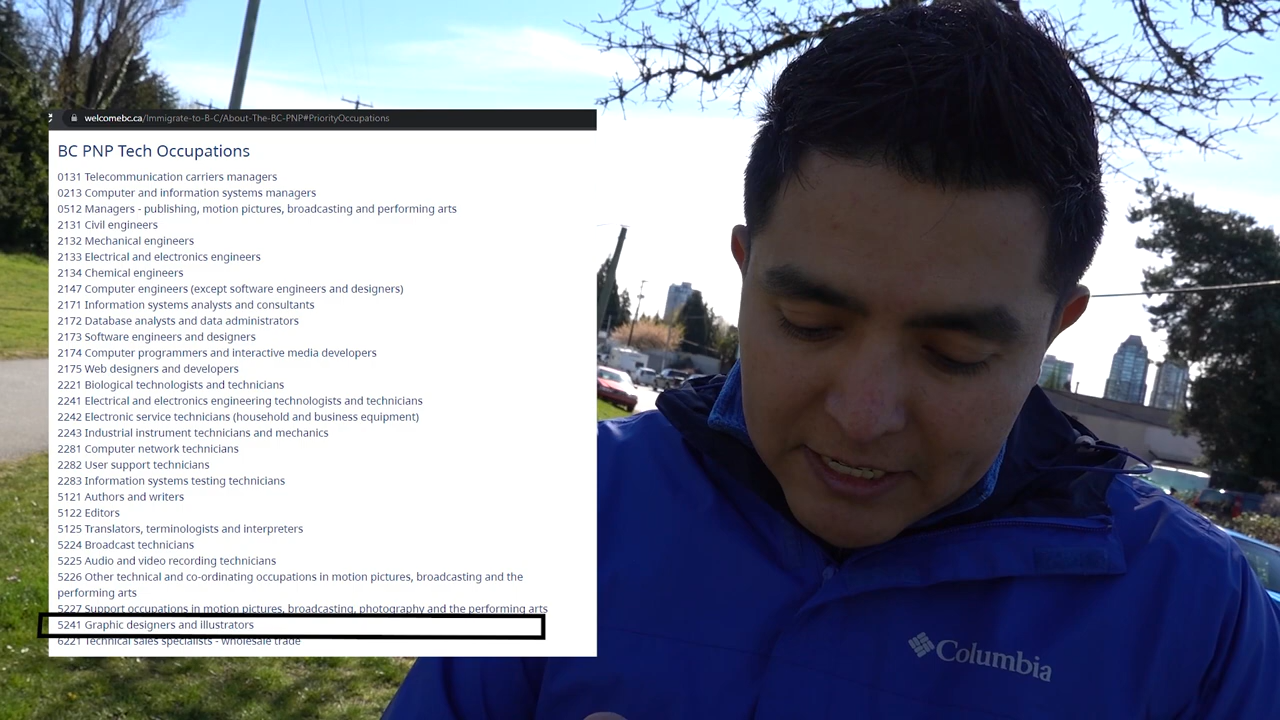 welcomebc.ca/Immigrate-to-B-C/About-The-BC-PNP#PriorityOccupations
BC PNP Tech Occupations
0131 Telecommunication carriers managers
0213 Computer and information systems managers
0512 Managers - publishing, motion pictures, broadcasting and performing arts
2131 Civil engineers
2132 Mechanical engineers
2133 Electrical and electronics engineers
2134 Chemical engineers
2147 Computer engineers (except software engineers and designers)
2171 Information systems analysts and consultants
2172 Database analysts and data administrators
2173 Software engineers and designers
2174 Computer programmers and interactive media developers
2175 Web designers and developers
2221 Biological technologists and technicians
2241 Electrical and electronics engineering technologists and technicians
2242 Electronic service technicians (household and business equipment)
2243 Industrial instrument technicians and mechanics
2281 Computer network technicians
2282 User support technicians
2283 Information systems testing technicians
5121 Authors and writers
5122 Editors
5125 Translators, terminologists and interpreters
5224 Broadcast technicians
5225 Audio and video recording technicians
5226 Other technical and co-ordinating occupations in motion pictures, broadcasting and the
performing arts
5227 Support occupations in motion pictures, broadcasting, photography and the performing arts
5241 Graphic designers and illustrators
6221 Technical sales specialists - wholesale trade
Columbia